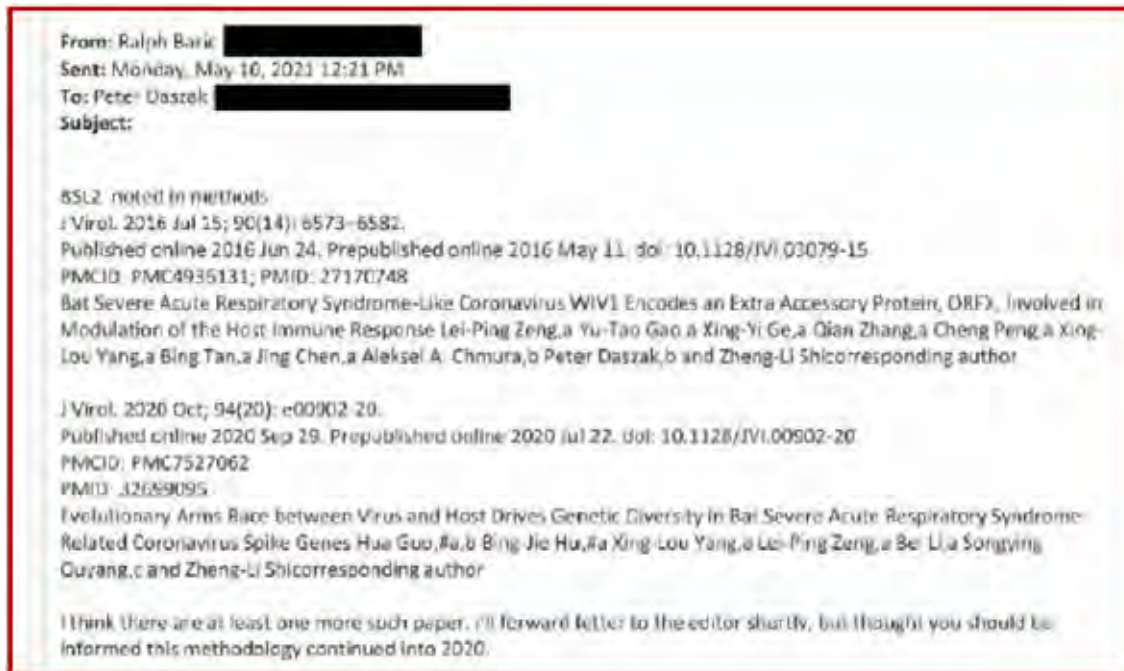 From: Ralph Baric
Sent: Monday, May 10, 2021 12:21 PM
To: Peter Daszak
Subject:
BSL2 noted in methods
J Virol. 2016 Jul 15; 90(14): 6573–6582.
Published online 2016 Jun 24. Prepublished online 2016 May 11. doi: 10.1128/JVI.03079-15
PMCID: PMC4936131; PMID: 27170748
Bat Severe Acute Respiratory Syndrome-Like Coronavirus WIV1 Encodes an Extra Accessory Protein, ORFX, Involved in
Modulation of the Host Immune Response Lei-Ping Zeng,a Yu-Tao Gao,a Xing-Yi Ge,a Qian Zhang,a Cheng Peng,a Xing-
Lou Yang,a Bing Tan,a Jing Chen,a Aleksei A. Chmura,b Peter Daszak,b and Zheng-Li Shicorresponding author
J Virol. 2020 Oct; 94(20): e00902-20.
Published online 2020 Sep 29. Prepublished online 2020 Jul 22. doi: 10.1128/JVI.00902-20
PMCID: PMC7527062
PMID: 32699095
Evolutionary Arms Race between Virus and Host Drives Genetic Diversity in Bat Severe Acute Respiratory Syndrome-
Related Coronavirus Spike Genes Hua Guo,#a,b Bing-Jie Hu,#a Xing-Lou Yang,a Lei-Ping Zeng,a Bei Li,a Songying
Ouyang,c and Zheng-Li Shicorresponding author
I think there are at least one more such paper. I'll forward letter to the editor shortly, but thought you should be
informed this methodology continued into 2020.